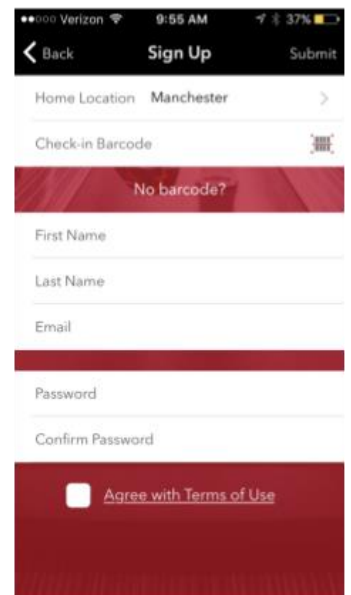 Verizon 9:55 AM 37%
Back Sign Up Submit
Home Location Manchester
Check-in Barcode
No barcode?
First Name
Last Name
Email
Password
Confirm Password
Agree with Terms of Use